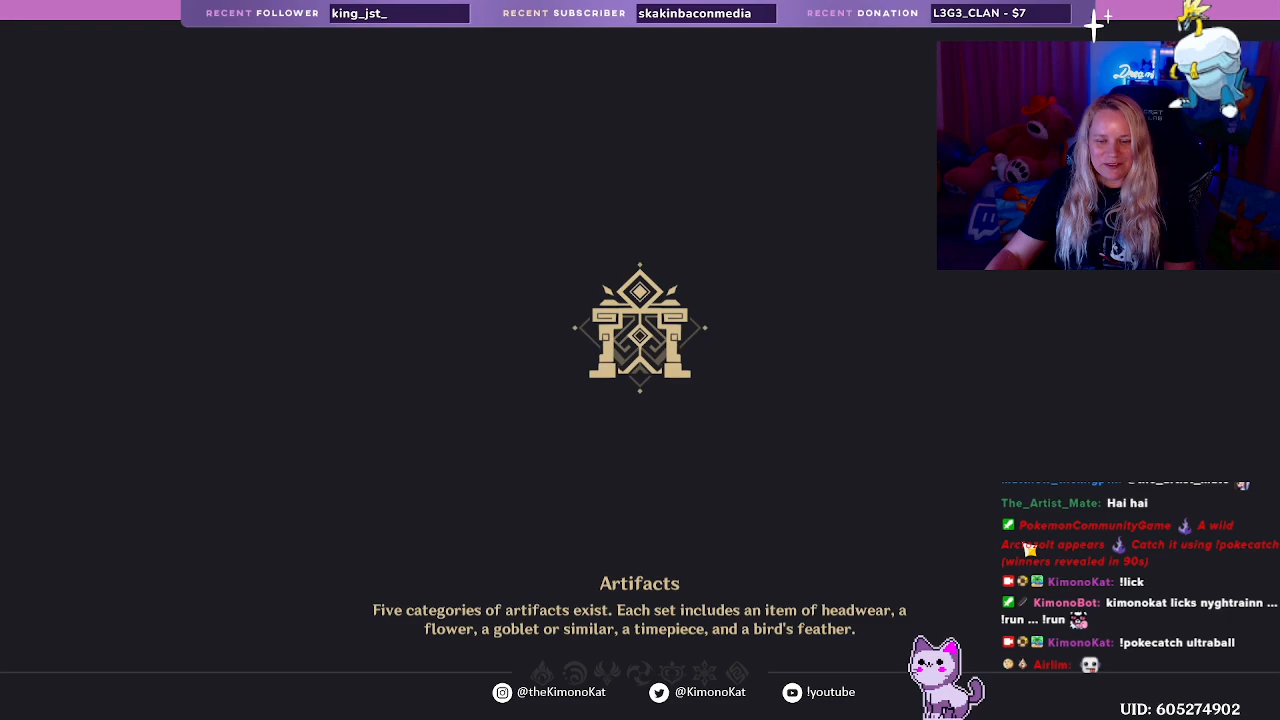 RECENT FOLLOWER king_jst_ RECENT SUBSCRIBER skakinbaconmedia RECENT DONATION L3G3_CLAN - $7
Dream
The_Artist_Mate: Hai hai
PokemonCommunityGame A wild
appears Catch it using !pokecatch
(winners revealed in 90s)
KimonoKat: !lick
KimonoBot: kimonokat licks nyghtrainn ...
!run ... !run
KimonoKat: !pokecatch ultraball
Airlim:
Artifacts
Five categories of artifacts exist. Each set includes an item of headwear, a
flower, a goblet or similar, a timepiece, and a bird's feather.
@theKimonoKat @KimonoKat !youtube
UID: 605274902